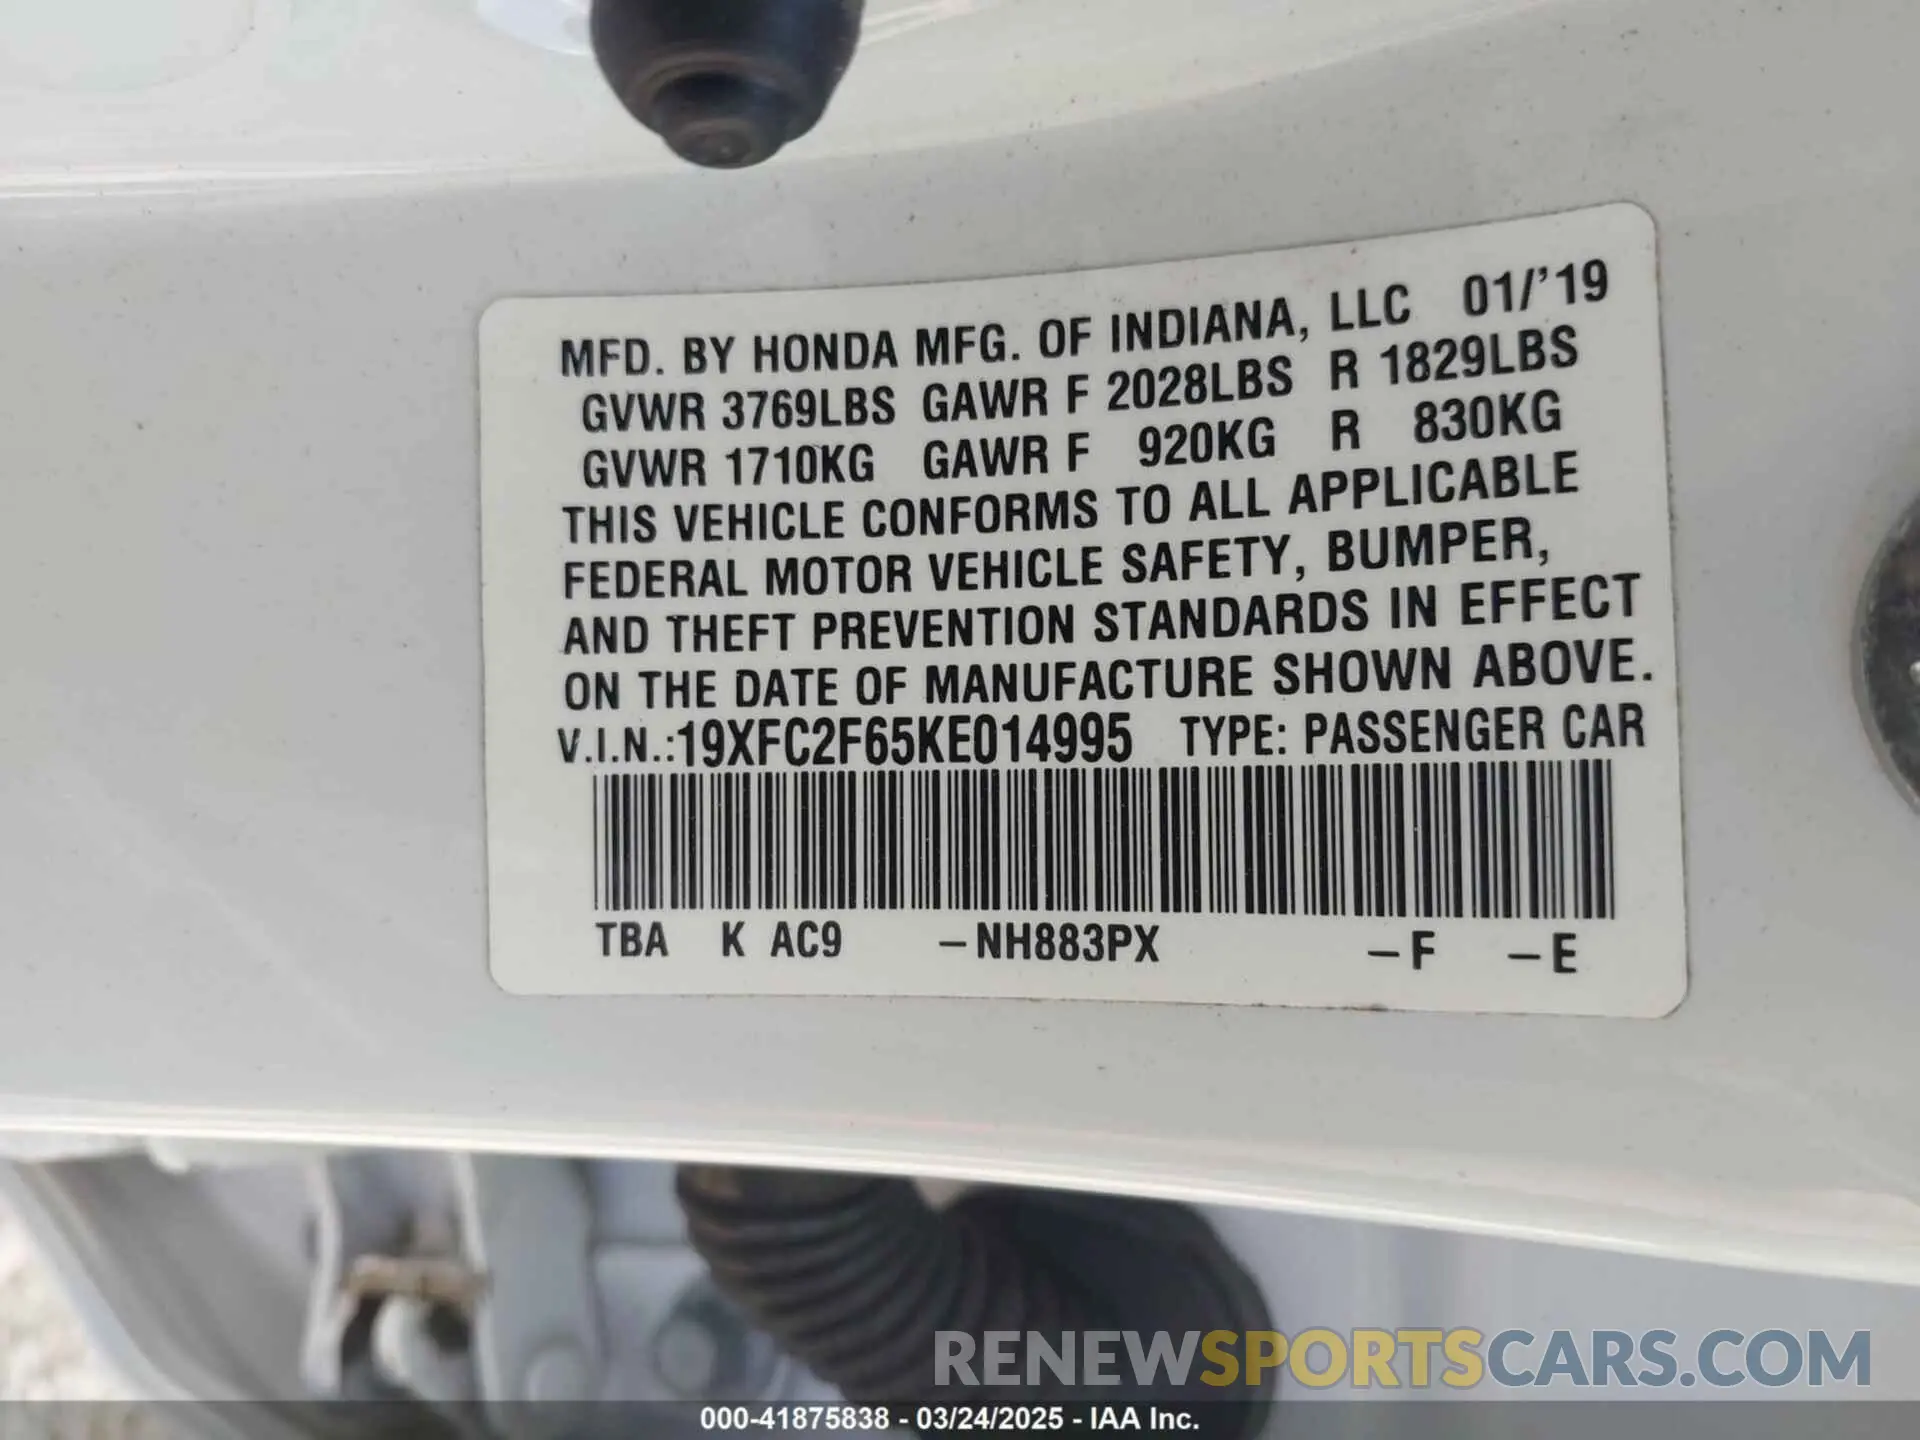 MFD. BY HONDA MFG. OF INDIANA, LLC 01/'19
GVWR 3769LBS GAWR F 2028LBS R 1829LBS
GVWR 1710KG GAWR F 920KG R 830KG
THIS VEHICLE CONFORMS TO ALL APPLICABLE
FEDERAL MOTOR VEHICLE SAFETY, BUMPER,
AND THEFT PREVENTION STANDARDS IN EFFECT
ON THE DATE OF MANUFACTURE SHOWN ABOVE.
V.I.N.:19XFC2F65KE014995 TYPE: PASSENGER CAR
TBA K AC9 -NH883PX -F -E
RENEWSPORTSCARS.COM
000-41875838 - 03/24/2025 - IAA Inc.